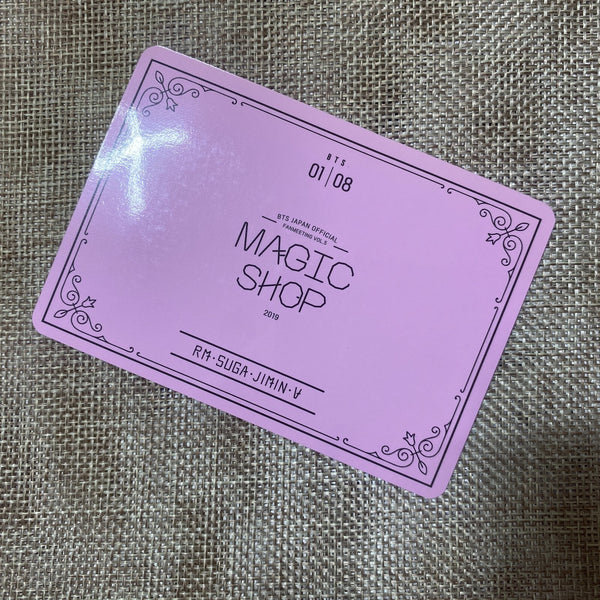 BTS
01|08
BTS JAPAN OFFICIAL
FANMEETING VOL.5
MAGIC
SHOP
2019
RM·SUGA·JIMIN·V